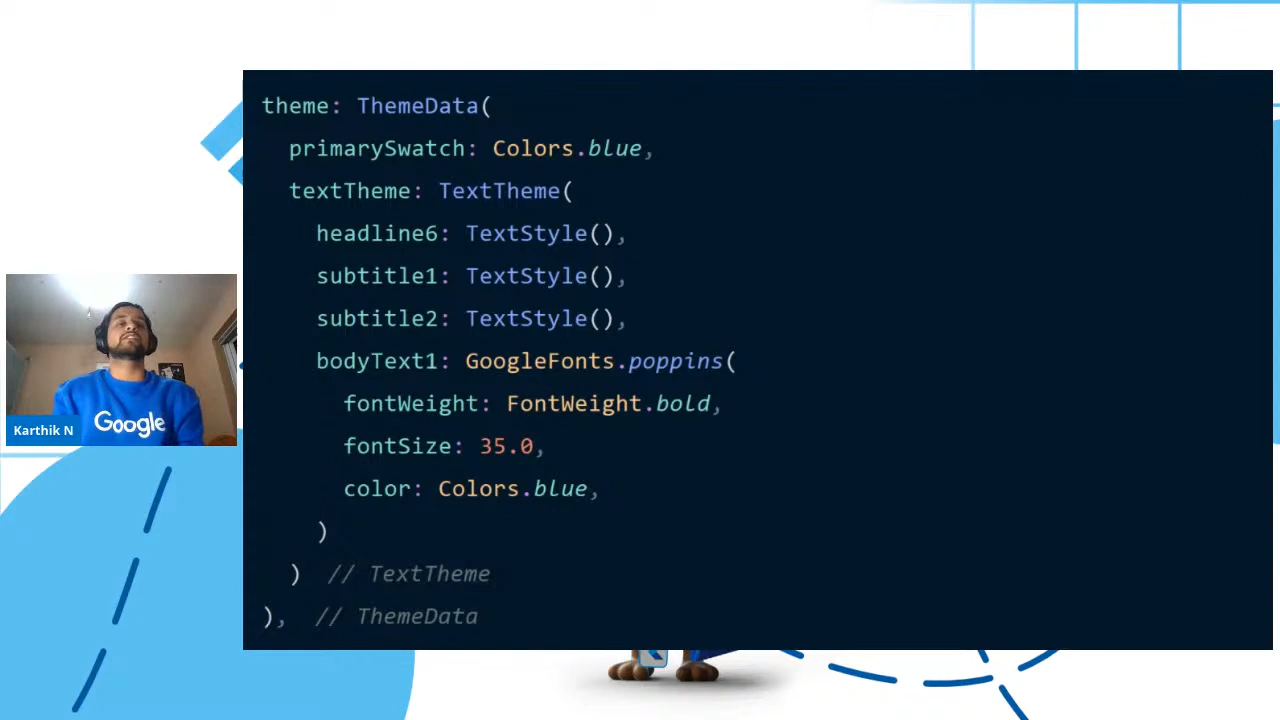 theme: ThemeData(
primarySwatch: Colors.blue,
textTheme: TextTheme(
headline6: TextStyle(),
subtitle1: TextStyle(),
subtitle2: TextStyle(),
bodyText1: GoogleFonts.poppins(
fontWeight: FontWeight.bold,
fontSize: 35.0,
color: Colors.blue,
)
) // TextTheme
), // ThemeData
Google
Karthik N